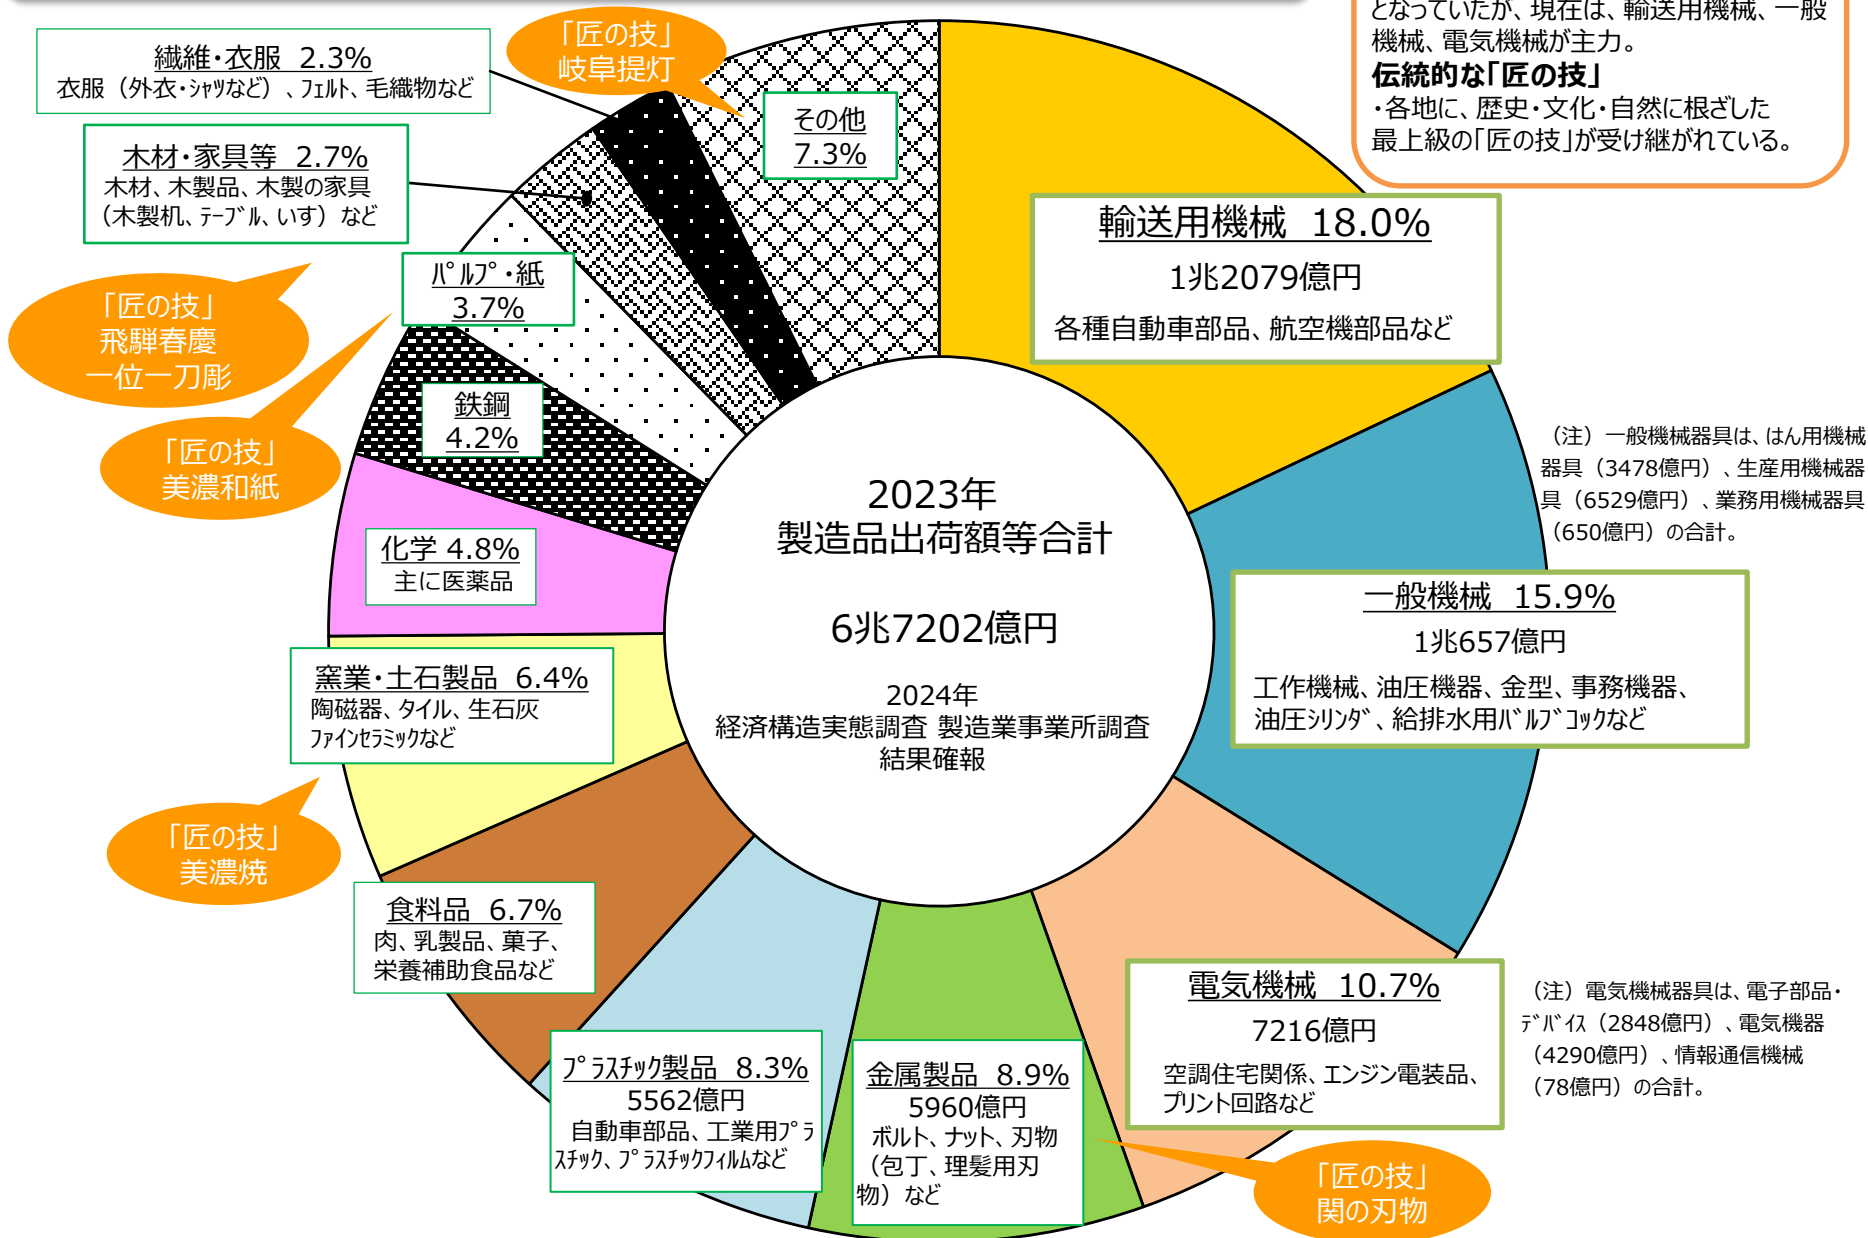 となっていたが、現在は、輸送用機械、一般
機械、電気機械が主力。
伝統的な「匠の技」
・各地に、歴史・文化・自然に根ざした
最上級の「匠の技」が受け継がれている。
「匠の技」
岐阜提灯
繊維・衣服 2.3%
衣服（外衣・ｼｬﾂなど）、ﾌｪﾙﾄ、毛織物など
その他
7.3%
木材・家具等 2.7%
木材、木製品、木製の家具
（木製机、ﾃｰﾌﾞﾙ、いす）など
輸送用機械 18.0%
1兆2079億円
各種自動車部品、航空機部品など
ﾊﾟﾙﾌﾟ・紙
3.7%
「匠の技」
飛騨春慶
一位一刀彫
鉄鋼
4.2%
「匠の技」
美濃和紙
（注）一般機械器具は、はん用機械
器具（3478億円）、生産用機械器
具（6529億円）、業務用機械器具
（650億円）の合計。
2023年
製造品出荷額等合計
6兆7202億円
2024年
経済構造実態調査 製造業事業所調査
結果確報
化学 4.8%
主に医薬品
一般機械 15.9%
1兆657億円
工作機械、油圧機器、金型、事務機器、
油圧ｼﾘﾝﾀﾞ、給排水用ﾊﾞﾙﾌﾞｺｯｸなど
窯業・土石製品 6.4%
陶磁器、ﾀｲﾙ、生石灰
ﾌｧｲﾝｾﾗﾐｯｸなど
「匠の技」
美濃焼
食料品 6.7%
肉、乳製品、菓子、
栄養補助食品など
電気機械 10.7%
7216億円
空調住宅関係、エンジン電装品、
プリント回路など
（注）電気機械器具は、電子部品・
ﾃﾞﾊﾞｲｽ（2848億円）、電気機器
（4290億円）、情報通信機械
（78億円）の合計。
ﾌﾟﾗｽﾁｯｸ製品 8.3%
5562億円
自動車部品、工業用ﾌﾟﾗ
ｽﾁｯｸ、ﾌﾟﾗｽﾁｯｸﾌｨﾙﾑなど
金属製品 8.9%
5960億円
ボルト、ナット、刃物
（包丁、理髪用刃
物）など
「匠の技」
関の刃物